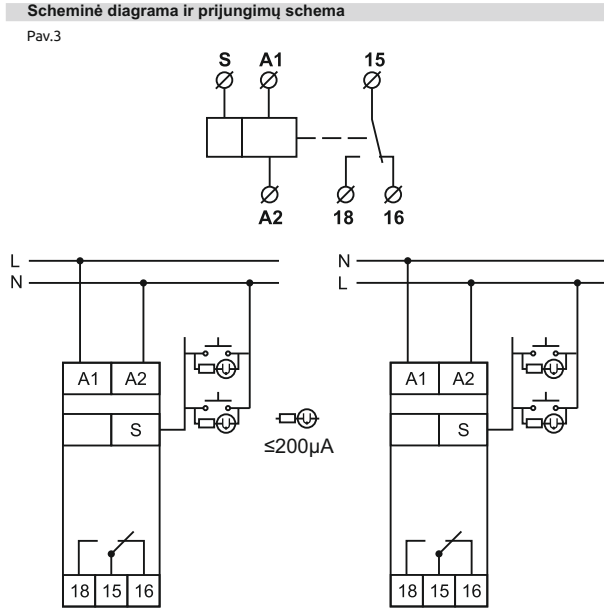 Scheminė diagrama ir prijungimų schema
Pav.3
S A1 15
A2 18 16
L
N
A1 A2
S
18 15 16
≤200µA
N
L
A1 A2
S
18 15 16